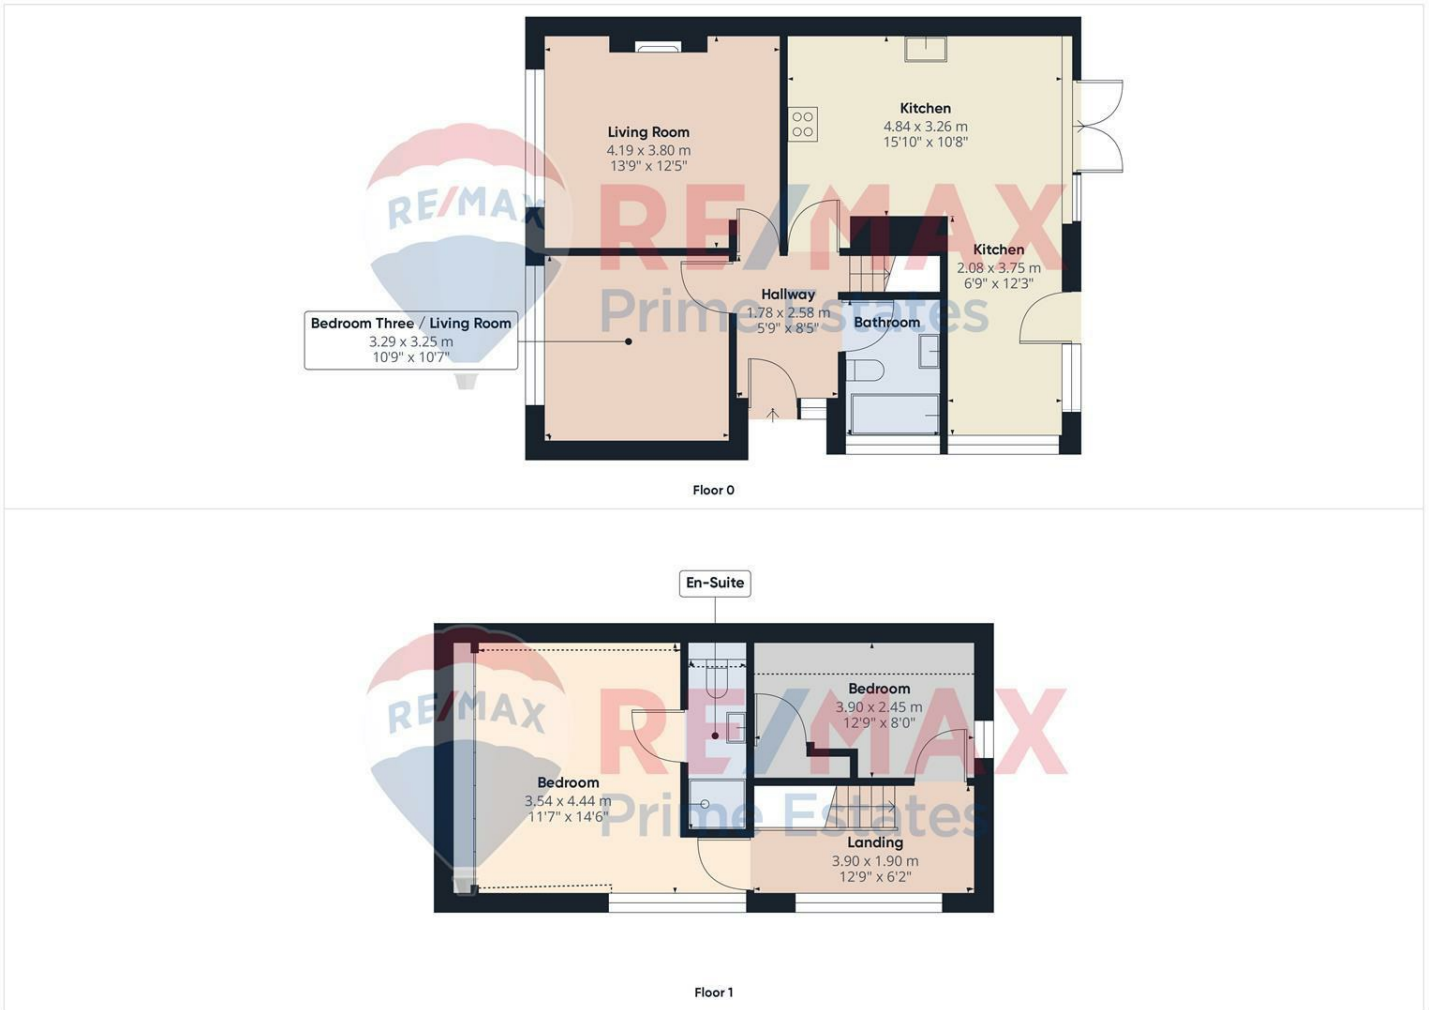 Living Room
4.19 x 3.80 m
13'9" x 12'5"
Kitchen
4.84 x 3.26 m
15'10" x 10'8"
RE/MAX
RE/MAX
Prime Estates
Kitchen
2.08 x 3.75 m
6'9" x 12'3"
Hallway
1.78 x 2.58 m
5'9" x 8'5"
Bathroom
Bedroom Three / Living Room
3.29 x 3.25 m
10'9" x 10'7"
Floor 0
En-Suite
RE/MAX
RE/MAX
Prime Estates
Bedroom
3.90 x 2.45 m
12'9" x 8'0"
Bedroom
3.54 x 4.44 m
11'7" x 14'6"
Landing
3.90 x 1.90 m
12'9" x 6'2"
Floor 1